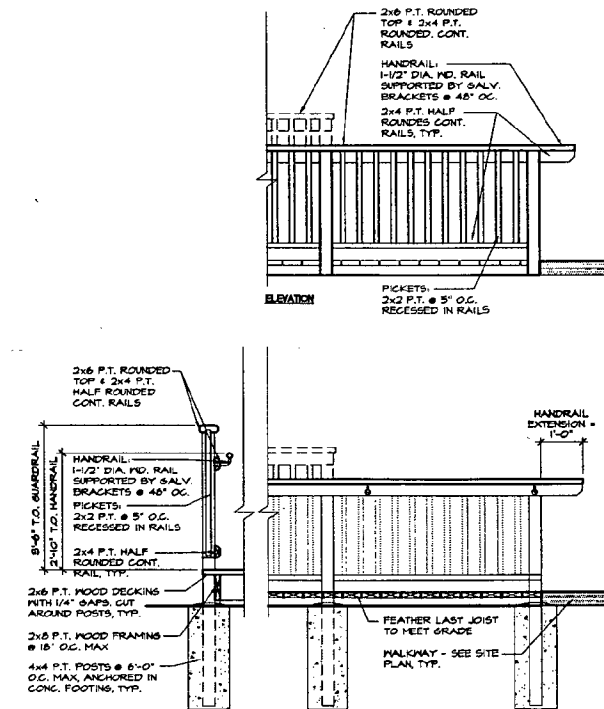 2x6 P.T. ROUNDED
TOP & 2x4 P.T.
ROUNDED. CONT.
RAILS
HANDRAIL:
1-1/2" DIA. WD. RAIL
SUPPORTED BY GALV.
BRACKETS @ 48" OC.
2x4 P.T. HALF
ROUNDES CONT.
RAILS, TYP.
PICKETS:
2x2 P.T. @ 5" O.C.
RECESSED IN RAILS
ELEVATION
2x6 P.T. ROUNDED
TOP & 2x4 P.T.
HALF ROUNDED
CONT. RAILS
HANDRAIL:
1-1/2" DIA. WD. RAIL
SUPPORTED BY GALV.
BRACKETS @ 48" OC.
PICKETS:
2x2 P.T. @ 5" O.C.
RECESSED IN RAILS
2x4 P.T. HALF
ROUNDED CONT.
RAIL, TYP.
2x6 P.T. WOOD DECKING
WITH 1/4" GAPS, CUT
AROUND POSTS, TYP.
2x8 P.T. WOOD FRAMING
@ 18" O.C. MAX
4x4 P.T. POSTS @ 6'-0"
O.C. MAX, ANCHORED IN
CONC. FOOTING, TYP.
3'-6" T.O. GUARDRAIL
2'-10" T.O. HANDRAIL
HANDRAIL
EXTENSION =
1'-0"
FEATHER LAST JOIST
TO MEET GRADE
WALKWAY - SEE SITE
PLAN, TYP.